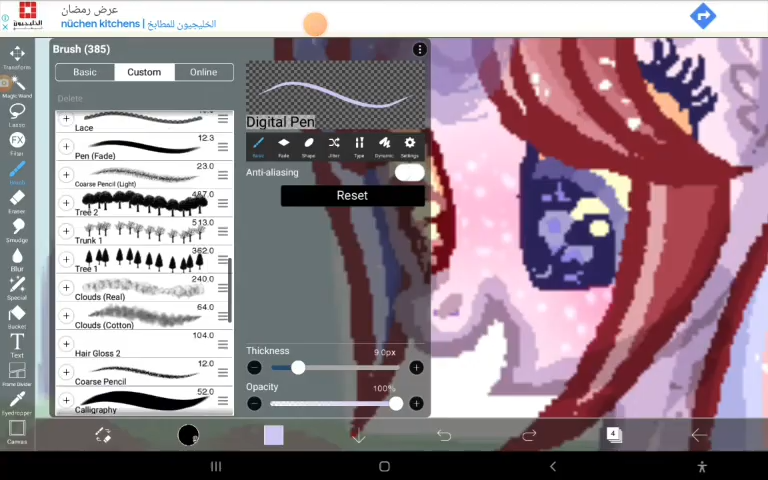 عرض رمضان
nüchen kitchens | الخليجيون للمطابخ
الخليجيون
Brush (385)
Basic
Custom
Online
Delete
Lace
Pen (Fade)
12.3
Coarse Pencil (Light)
23.0
Tree 2
487.0
Trunk 1
513.0
Tree 1
362.0
Clouds (Real)
240.0
Clouds (Cotton)
64.0
Hair Gloss 2
104.0
Coarse Pencil
12.0
Calligraphy
52.0
Digital Pen
Basic
Fade
Shape
Jitter
Type
Dynamic
Settings
Anti-aliasing
Reset
Thickness
9.0px
Opacity
100%
Transform
Magic Wand
Lasso
FX
Filter
Brush
Eraser
Smudge
Blur
Special
Bucket
T
Text
Frame Divider
Eyedropper
Canvas
9
4